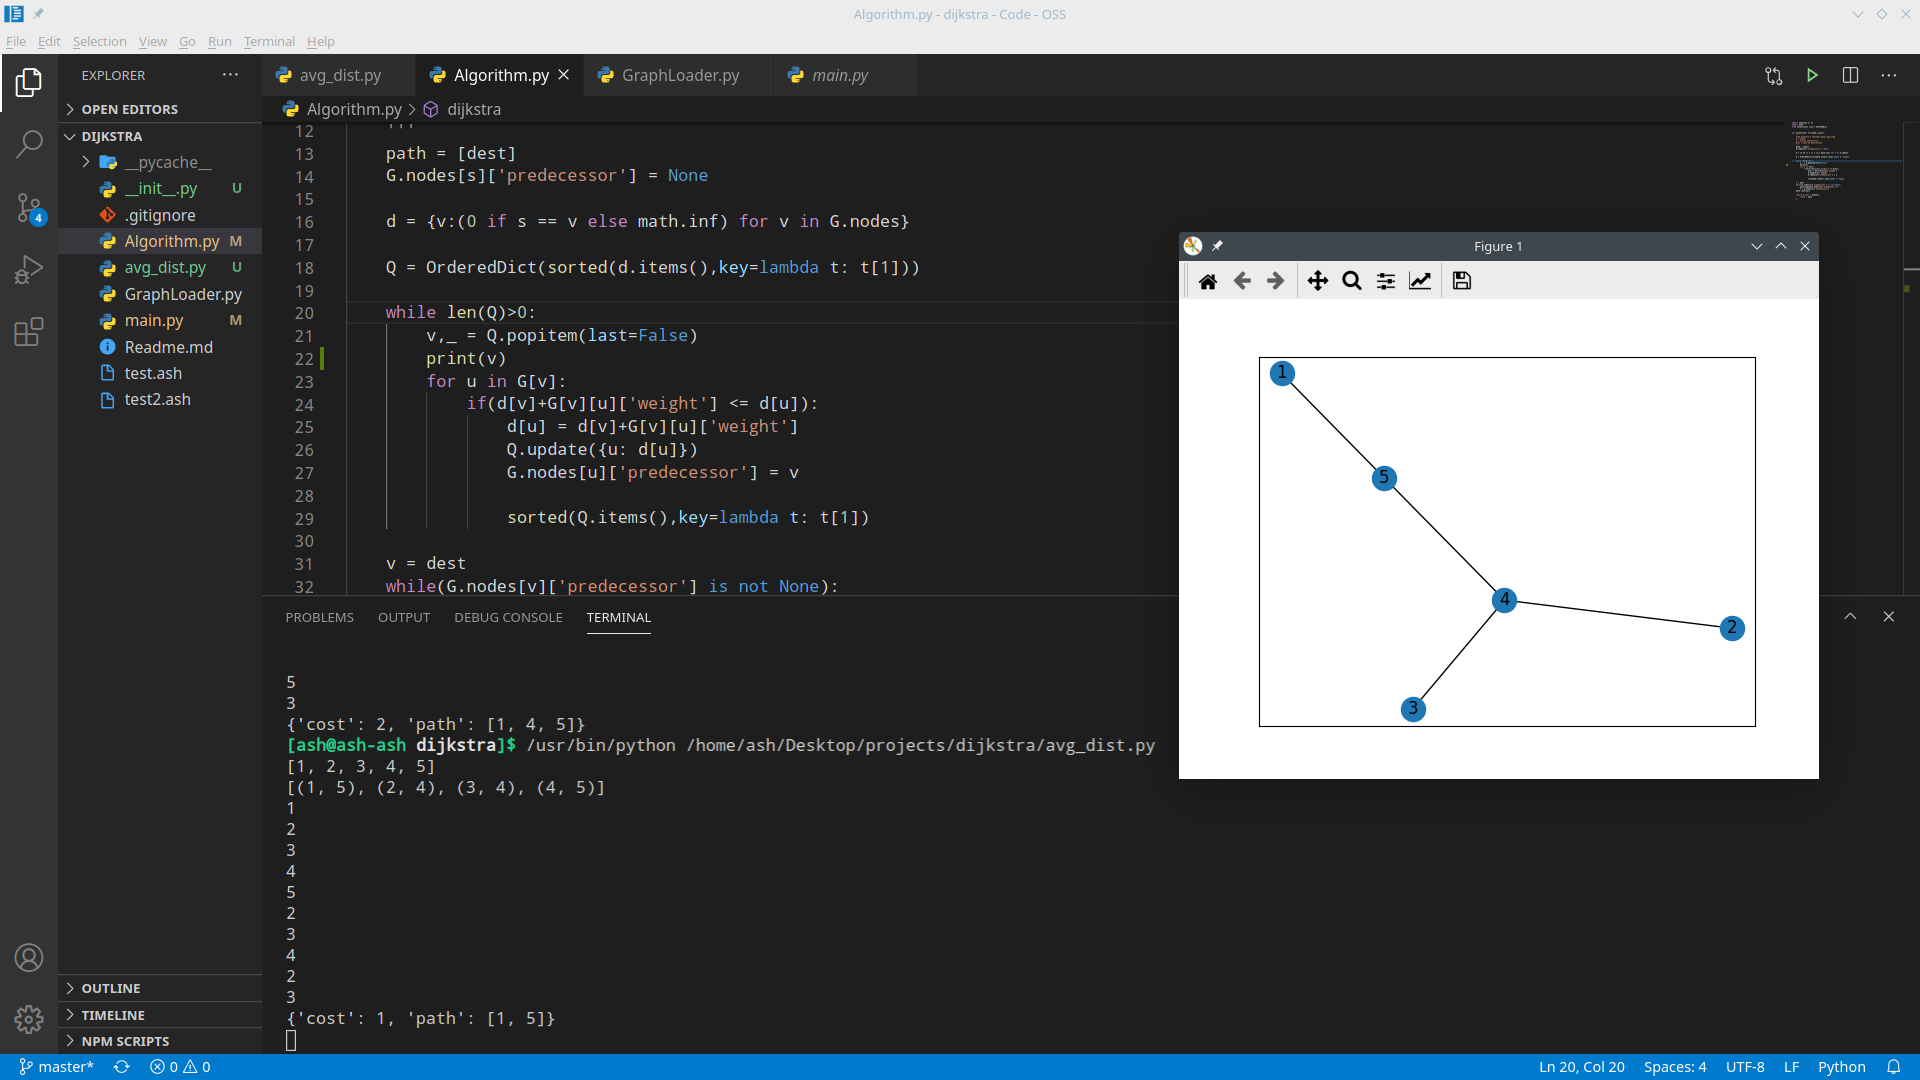 Algorithm.py - dijkstra - Code - OSS
File Edit Selection View Go Run Terminal Help
EXPLORER
OPEN EDITORS
DIJKSTRA
__pycache__
__init__.py U
.gitignore
Algorithm.py M
avg_dist.py U
GraphLoader.py
main.py M
Readme.md
test.ash
test2.ash
OUTLINE
TIMELINE
NPM SCRIPTS
4
avg_dist.py Algorithm.py GraphLoader.py main.py
Algorithm.py > dijkstra
12 '''
13 path = [dest]
14 G.nodes[s]['predecessor'] = None
15
16 d = {v:(0 if s == v else math.inf) for v in G.nodes}
17
18 Q = OrderedDict(sorted(d.items(),key=lambda t: t[1]))
19
20 while len(Q)>0:
21 v,_ = Q.popitem(last=False)
22 print(v)
23 for u in G[v]:
24 if(d[v]+G[v][u]['weight'] <= d[u]):
25 d[u] = d[v]+G[v][u]['weight']
26 Q.update({u: d[u]})
27 G.nodes[u]['predecessor'] = v
28
29 sorted(Q.items(),key=lambda t: t[1])
30
31 v = dest
32 while(G.nodes[v]['predecessor'] is not None):
PROBLEMS OUTPUT DEBUG CONSOLE TERMINAL
5
3
{'cost': 2, 'path': [1, 4, 5]}
[ash@ash-ash dijkstra]$ /usr/bin/python /home/ash/Desktop/projects/dijkstra/avg_dist.py
[1, 2, 3, 4, 5]
[(1, 5), (2, 4), (3, 4), (4, 5)]
1
2
3
4
5
2
3
4
2
3
{'cost': 1, 'path': [1, 5]}
Figure 1
1
5
4
2
3
master* 0 0 Ln 20, Col 20 Spaces: 4 UTF-8 LF Python